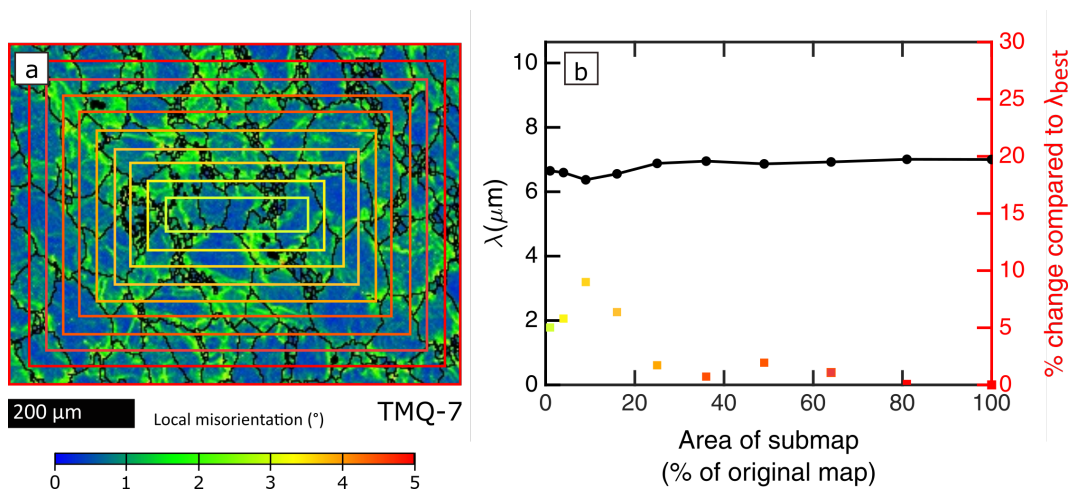 a
200 μm
Local misorientation (°)
TMQ-7
0 1 2 3 4 5
b
10
8
6
4
2
0
λ(μm)
0 20 40 60 80 100
Area of submap
(% of original map)
30
25
20
15
10
5
0
% change compared to λbest